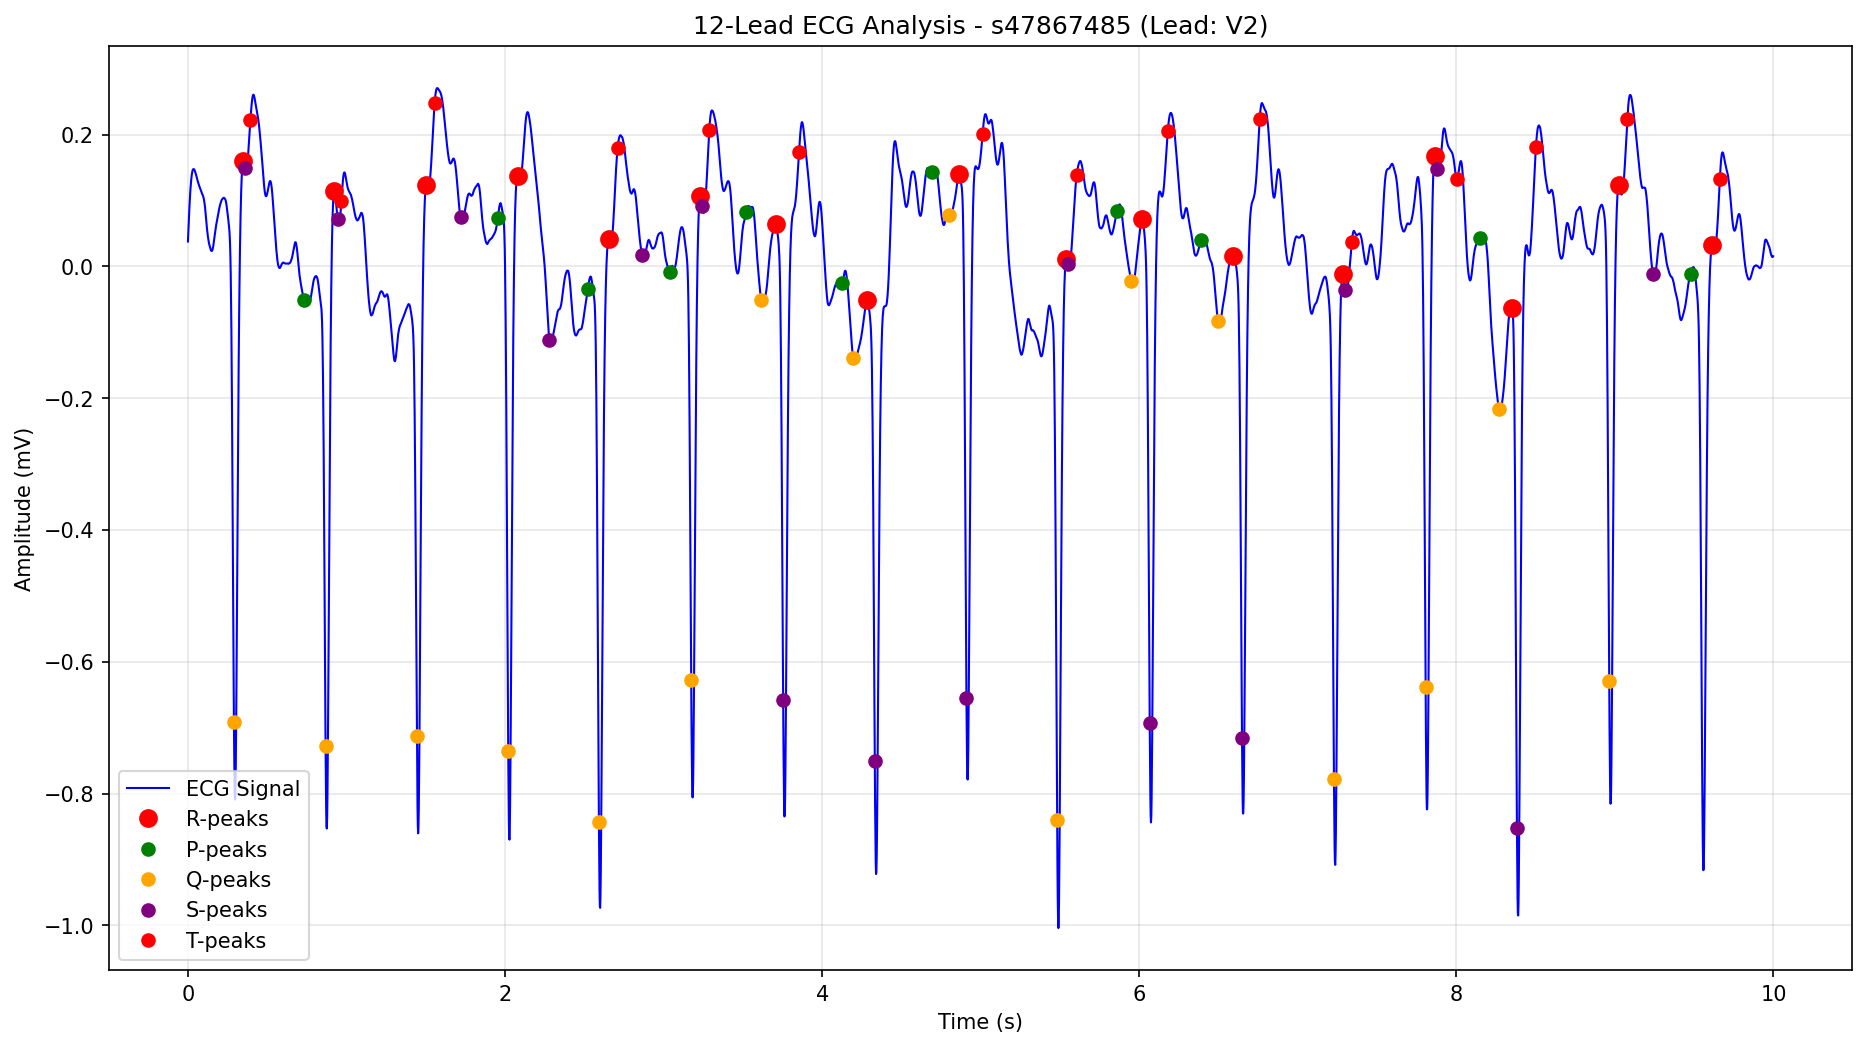 12-Lead ECG Analysis - s47867485 (Lead: V2)
Amplitude (mV)
0.2
0.0
−0.2
−0.4
−0.6
−0.8
−1.0
ECG Signal
R-peaks
P-peaks
Q-peaks
S-peaks
T-peaks
0 2 4 6 8 10
Time (s)